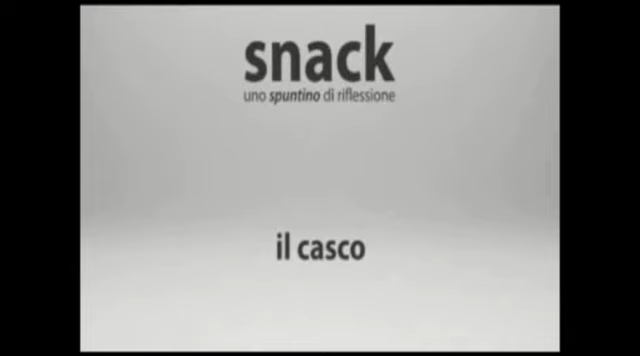 snack
uno spuntino di riflessione
il casco